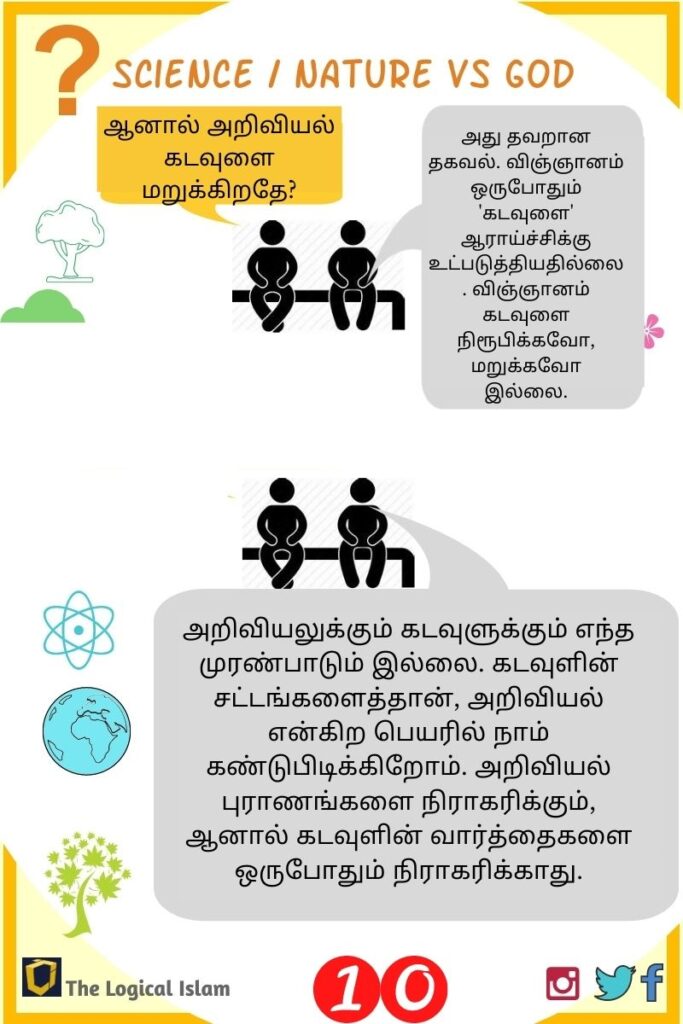 ?
SCIENCE / NATURE VS GOD
ஆனால் அறிவியல்
கடவுளை
மறுக்கிறதே?
அது தவறான
தகவல். விஞ்ஞானம்
ஒருபோதும்
'கடவுளை'
ஆராய்ச்சிக்கு
உட்படுத்தியதில்லை
. விஞ்ஞானம்
கடவுளை
நிரூபிக்கவோ,
மறுக்கவோ
இல்லை.
அறிவியலுக்கும் கடவுளுக்கும் எந்த
முரண்பாடும் இல்லை. கடவுளின்
சட்டங்களைத்தான், அறிவியல்
என்கிற பெயரில் நாம்
கண்டுபிடிக்கிறோம். அறிவியல்
புராணங்களை நிராகரிக்கும்,
ஆனால் கடவுளின் வார்த்தைகளை
ஒருபோதும் நிராகரிக்காது.
The Logical Islam
10